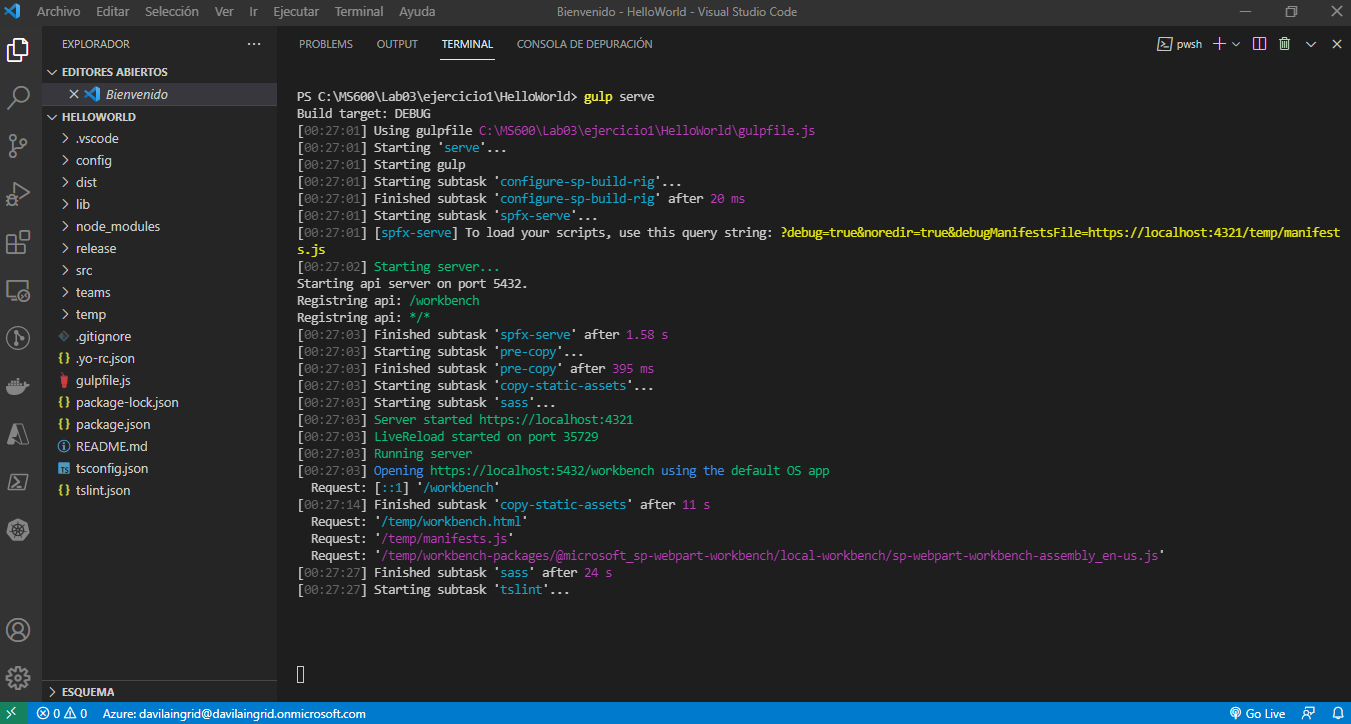 Archivo Editar Selección Ver Ir Ejecutar Terminal Ayuda Bienvenido - HelloWorld - Visual Studio Code
EXPLORADOR
EDITORES ABIERTOS
Bienvenido
HELLOWORLD
.vscode
config
dist
lib
node_modules
release
src
teams
temp
.gitignore
.yo-rc.json
gulpfile.js
package-lock.json
package.json
README.md
tsconfig.json
tslint.json
ESQUEMA
PROBLEMS OUTPUT TERMINAL CONSOLA DE DEPURACIÓN pwsh
PS C:\MS600\Lab03\ejercicio1\HelloWorld> gulp serve
Build target: DEBUG
[00:27:01] Using gulpfile C:\MS600\Lab03\ejercicio1\HelloWorld\gulpfile.js
[00:27:01] Starting 'serve'...
[00:27:01] Starting gulp
[00:27:01] Starting subtask 'configure-sp-build-rig'...
[00:27:01] Finished subtask 'configure-sp-build-rig' after 20 ms
[00:27:01] Starting subtask 'spfx-serve'...
[00:27:01] [spfx-serve] To load your scripts, use this query string: ?debug=true&noredir=true&debugManifestsFile=https://localhost:4321/temp/manifest
s.js
[00:27:02] Starting server...
Starting api server on port 5432.
Registring api: /workbench
Registring api: */*
[00:27:03] Finished subtask 'spfx-serve' after 1.58 s
[00:27:03] Starting subtask 'pre-copy'...
[00:27:03] Finished subtask 'pre-copy' after 395 ms
[00:27:03] Starting subtask 'copy-static-assets'...
[00:27:03] Starting subtask 'sass'...
[00:27:03] Server started https://localhost:4321
[00:27:03] LiveReload started on port 35729
[00:27:03] Running server
[00:27:03] Opening https://localhost:5432/workbench using the default OS app
Request: [::1] '/workbench'
[00:27:14] Finished subtask 'copy-static-assets' after 11 s
Request: '/temp/workbench.html'
Request: '/temp/manifests.js'
Request: '/temp/workbench-packages/@microsoft_sp-webpart-workbench/local-workbench/sp-webpart-workbench-assembly_en-us.js'
[00:27:27] Finished subtask 'sass' after 24 s
[00:27:27] Starting subtask 'tslint'...
0 0 Azure: davilaingrid@davilaingrid.onmicrosoft.com Go Live